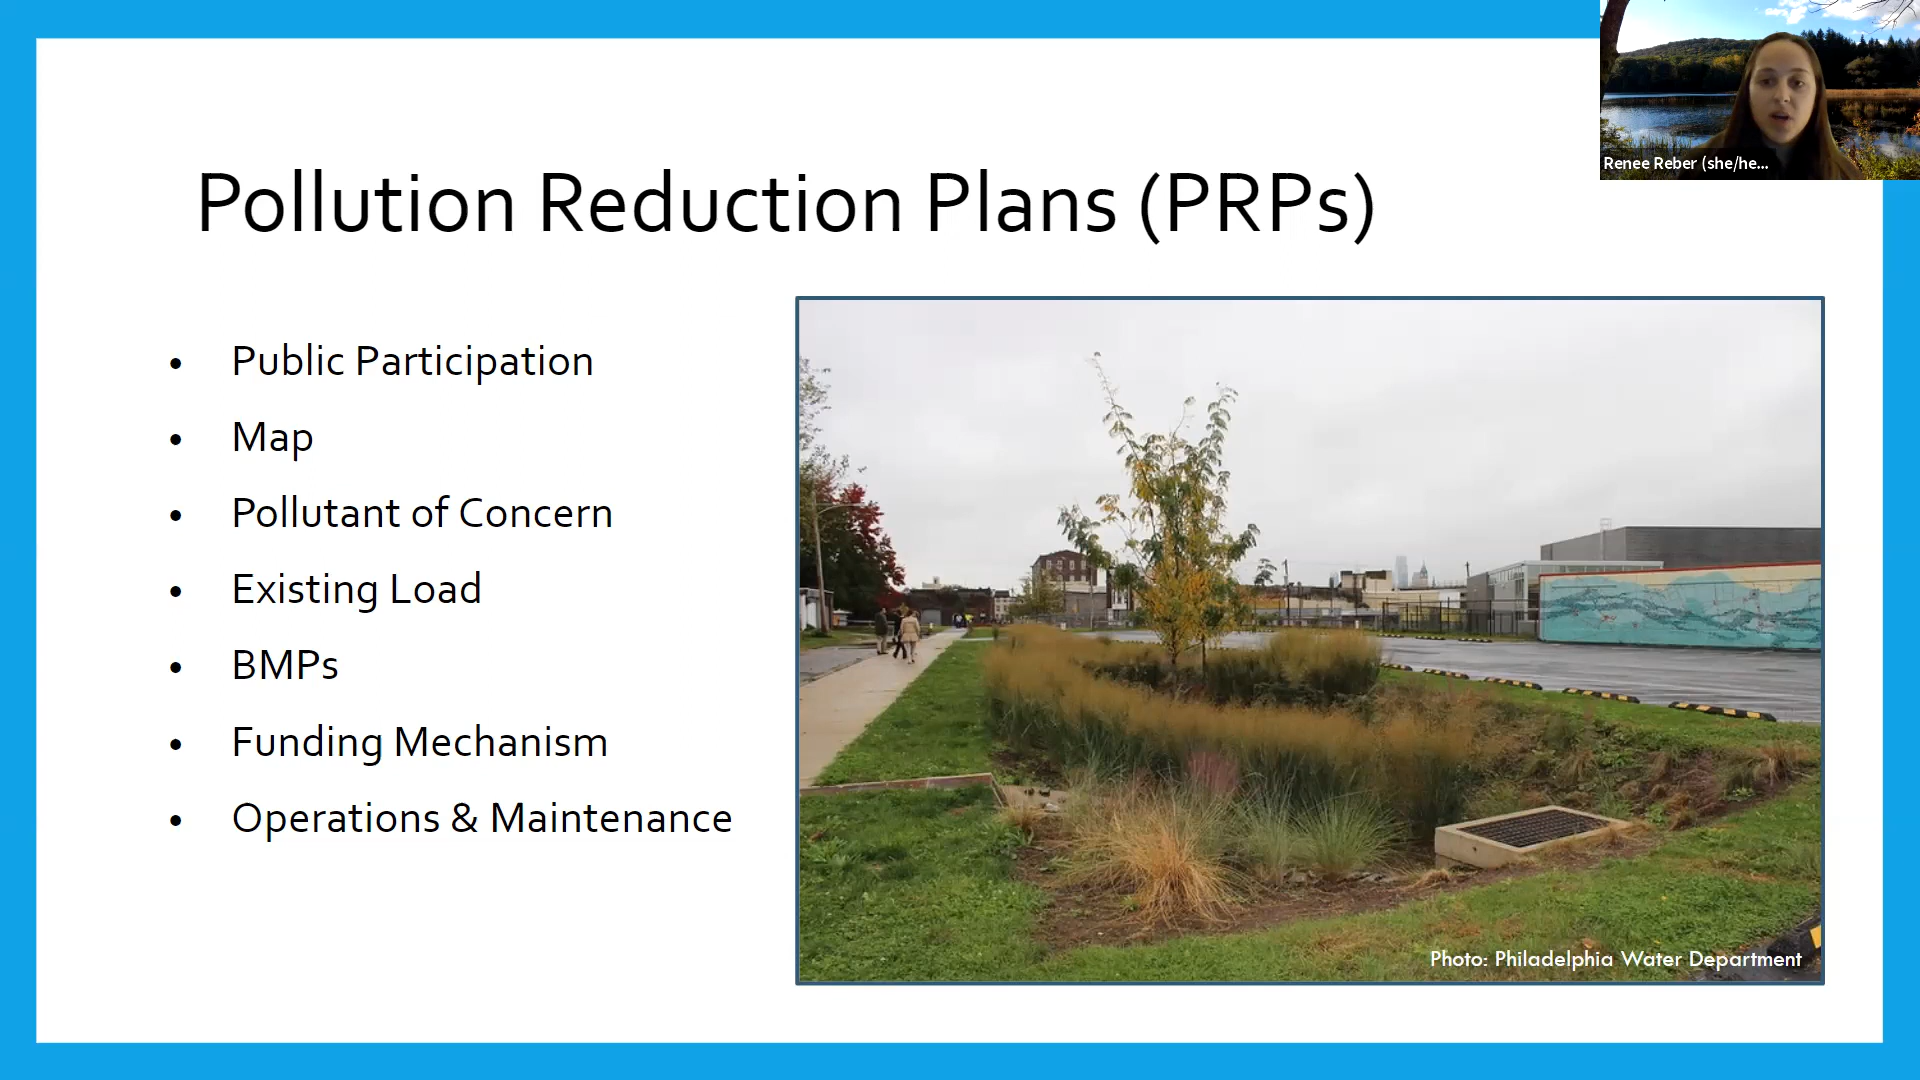 Renee Reber (she/he...
Pollution Reduction Plans (PRPs)
• Public Participation
• Map
• Pollutant of Concern
• Existing Load
• BMPs
• Funding Mechanism
• Operations & Maintenance
Photo: Philadelphia Water Department